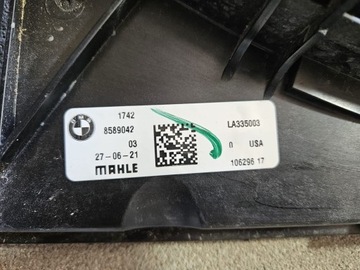 1742
8589042 LA335003
03 0 USA
27-06-21
MAHLE 106296 17